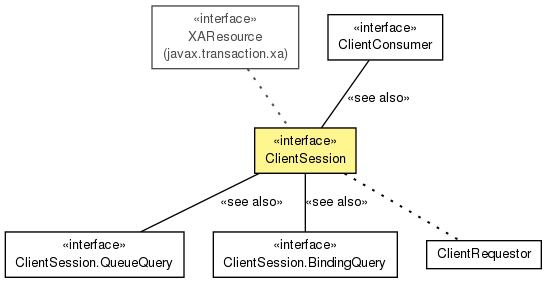 «interface»
XAResource
(javax.transaction.xa)
«interface»
ClientConsumer
«see also»
«interface»
ClientSession
«see also»
«see also»
«interface»
ClientSession.QueueQuery
«interface»
ClientSession.BindingQuery
ClientRequestor